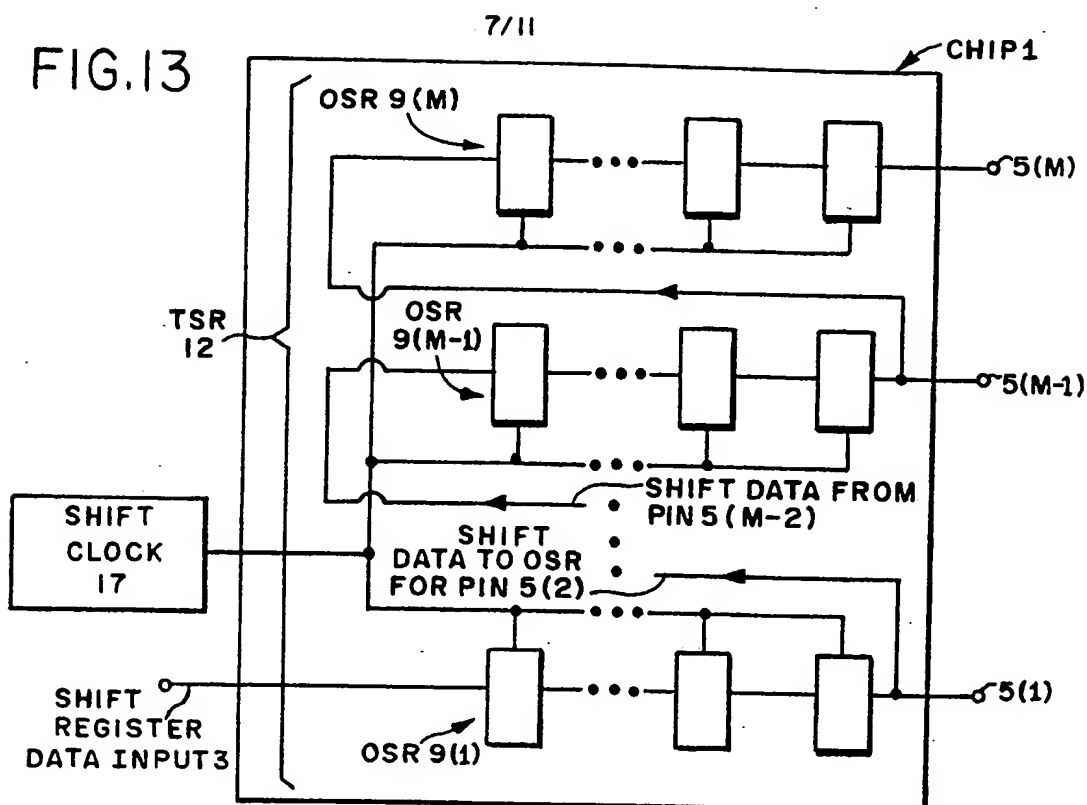 7/11
FIG.13
CHIP1
OSR 9(M)
5(M)
TSR
12
OSR
9(M-1)
5(M-1)
SHIFT DATA FROM
PIN 5(M-2)
SHIFT
CLOCK
17
SHIFT
DATA TO OSR
FOR PIN 5(2)
SHIFT
REGISTER
DATA INPUT3
OSR 9(1)
5(1)